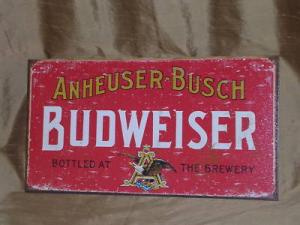 ANHEUSER-BUSCH
BUDWEISER
BOTTLED AT THE BREWERY